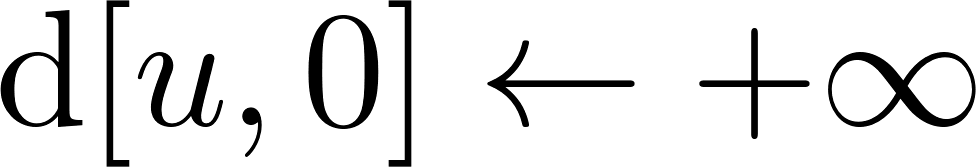 d[u, 0] ← +∞